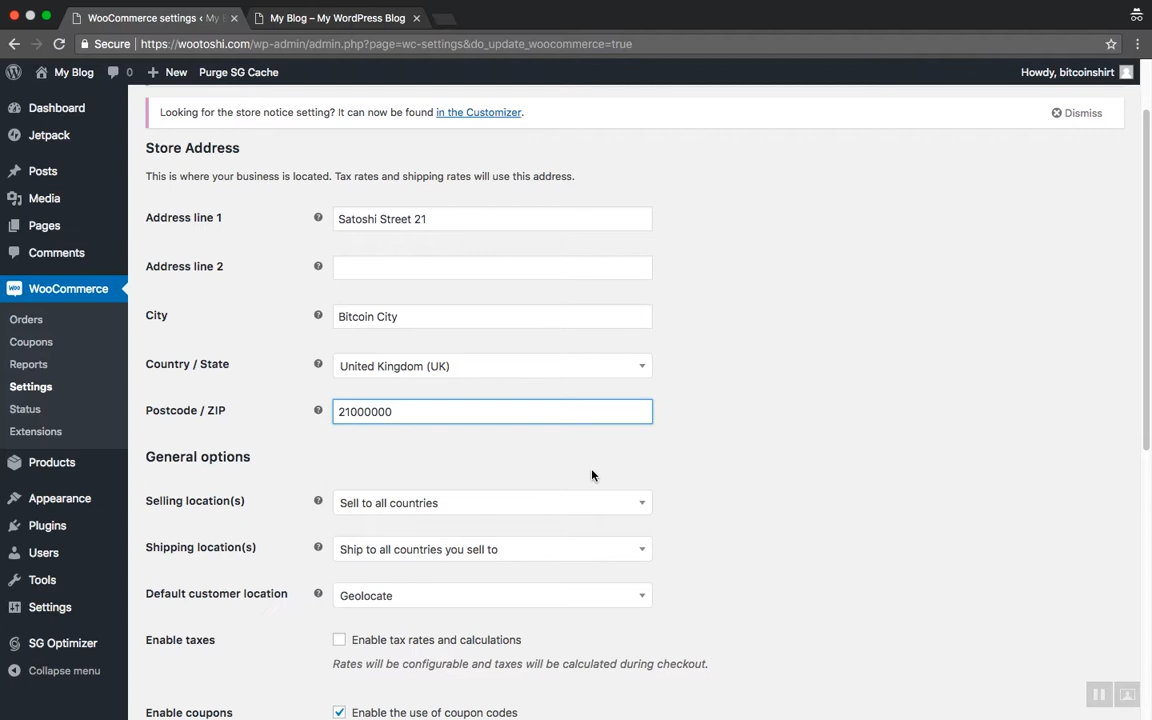 WooCommerce settings ‹ My B
My Blog – My WordPress Blog
Secure | https://wootoshi.com/wp-admin/admin.php?page=wc-settings&do_update_woocommerce=true
My Blog 0 New Purge SG Cache
Howdy, bitcoinshirt
Dashboard
Jetpack
Posts
Media
Pages
Comments
WooCommerce
Orders
Coupons
Reports
Settings
Status
Extensions
Products
Appearance
Plugins
Users
Tools
Settings
SG Optimizer
Collapse menu
Looking for the store notice setting? It can now be found in the Customizer.
Dismiss
Store Address
This is where your business is located. Tax rates and shipping rates will use this address.
Address line 1
Satoshi Street 21
Address line 2
City
Bitcoin City
Country / State
United Kingdom (UK)
Postcode / ZIP
21000000
General options
Selling location(s)
Sell to all countries
Shipping location(s)
Ship to all countries you sell to
Default customer location
Geolocate
Enable taxes
Enable tax rates and calculations
Rates will be configurable and taxes will be calculated during checkout.
Enable coupons
Enable the use of coupon codes